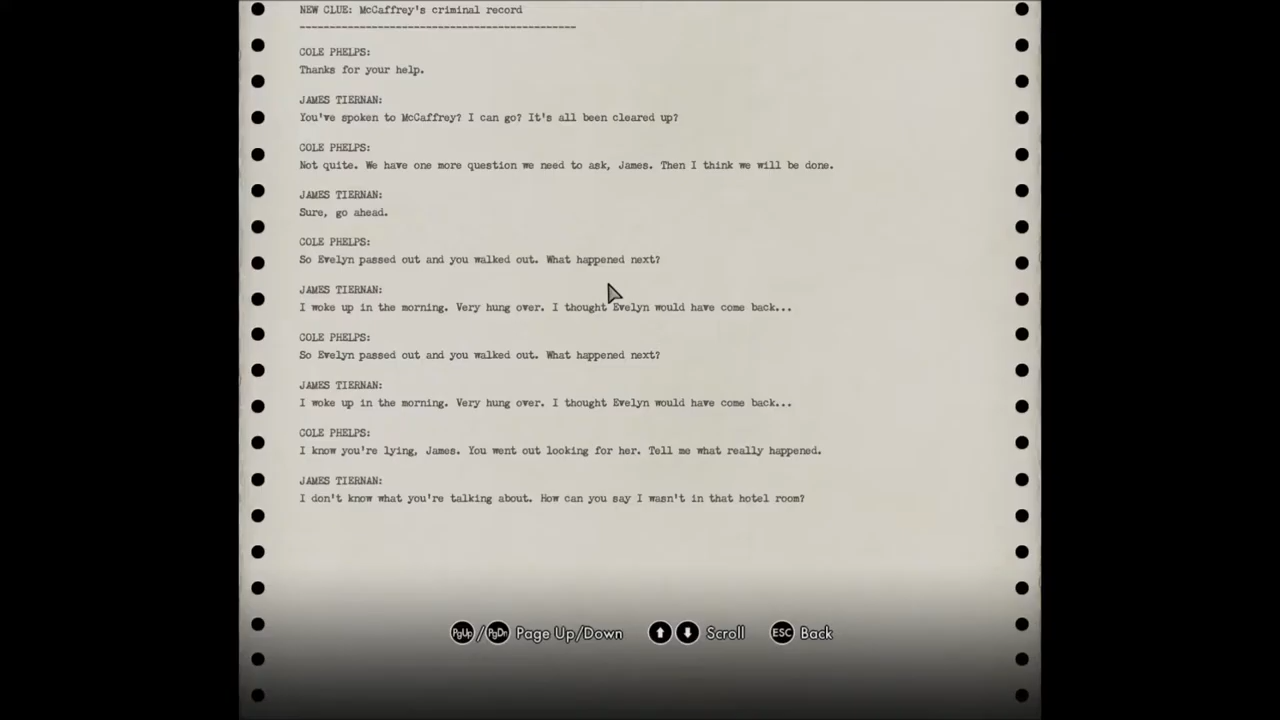 NEW CLUE: McCaffrey's criminal record
----------------------------------------------
COLE PHELPS:
Thanks for your help.
JAMES TIERNAN:
You've spoken to McCaffrey? I can go? It's all been cleared up?
COLE PHELPS:
Not quite. We have one more question we need to ask, James. Then I think we will be done.
JAMES TIERNAN:
Sure, go ahead.
COLE PHELPS:
So Evelyn passed out and you walked out. What happened next?
JAMES TIERNAN:
I woke up in the morning. Very hung over. I thought Evelyn would have come back...
COLE PHELPS:
So Evelyn passed out and you walked out. What happened next?
JAMES TIERNAN:
I woke up in the morning. Very hung over. I thought Evelyn would have come back...
COLE PHELPS:
I know you're lying, James. You went out looking for her. Tell me what really happened.
JAMES TIERNAN:
I don't know what you're talking about. How can you say I wasn't in that hotel room?
PgUp / PgDn Page Up/Down Scroll ESC Back